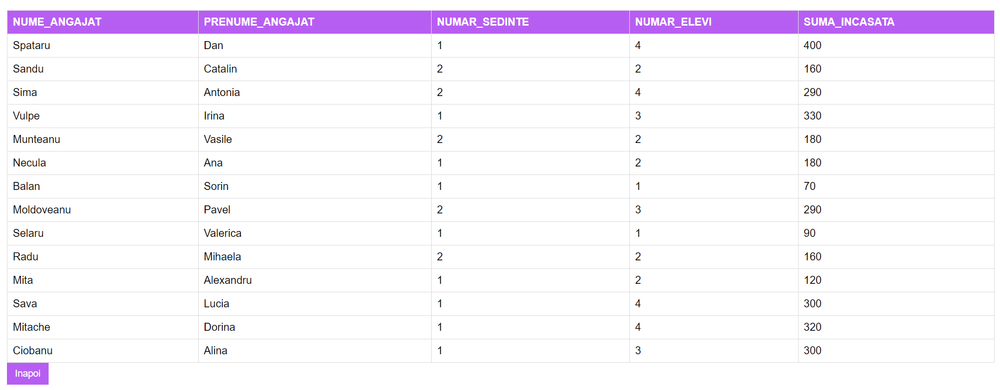 NUME_ANGAJAT PRENUME_ANGAJAT NUMAR_SEDINTE NUMAR_ELEVI SUMA_INCASATA
Spataru Dan 1 4 400
Sandu Catalin 2 2 160
Sima Antonia 2 4 290
Vulpe Irina 1 3 330
Munteanu Vasile 2 2 180
Necula Ana 1 2 180
Balan Sorin 1 1 70
Moldoveanu Pavel 2 3 290
Selaru Valerica 1 1 90
Radu Mihaela 2 2 160
Mita Alexandru 1 2 120
Sava Lucia 1 4 300
Mitache Dorina 1 4 320
Ciobanu Alina 1 3 300
Inapoi